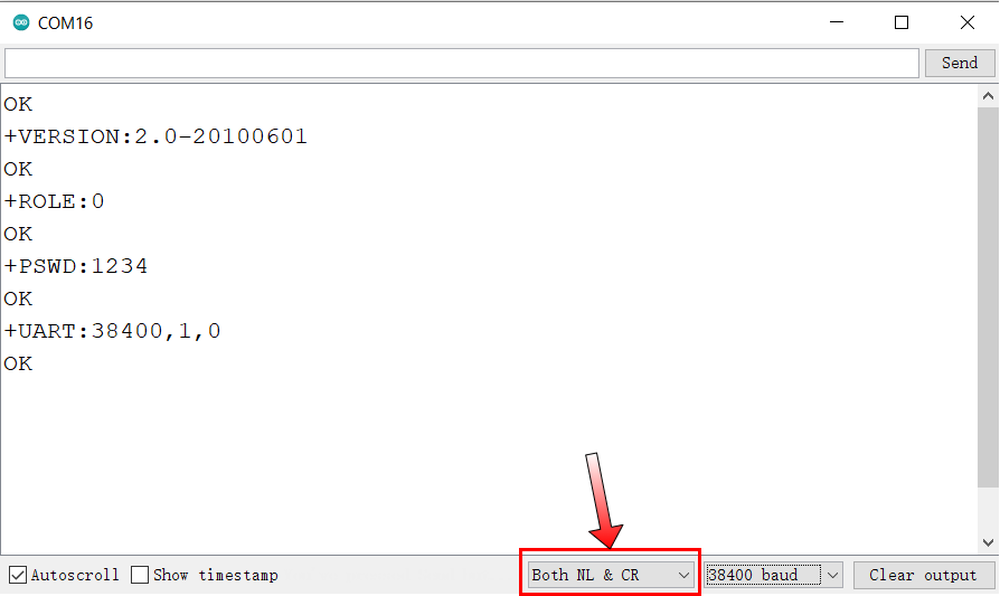 COM16
Send
OK
+VERSION:2.0-20100601
OK
+ROLE:0
OK
+PSWD:1234
OK
+UART:38400,1,0
OK
Autoscroll Show timestamp Both NL & CR 38400 baud Clear output